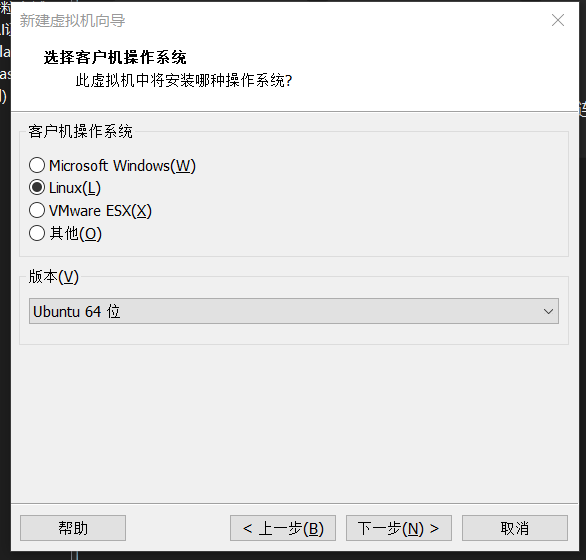 新建虚拟机向导
选择客户机操作系统
此虚拟机中将安装哪种操作系统?
客户机操作系统
Microsoft Windows(W)
Linux(L)
VMware ESX(X)
其他(O)
版本(V)
Ubuntu 64 位
帮助
< 上一步(B)
下一步(N) >
取消